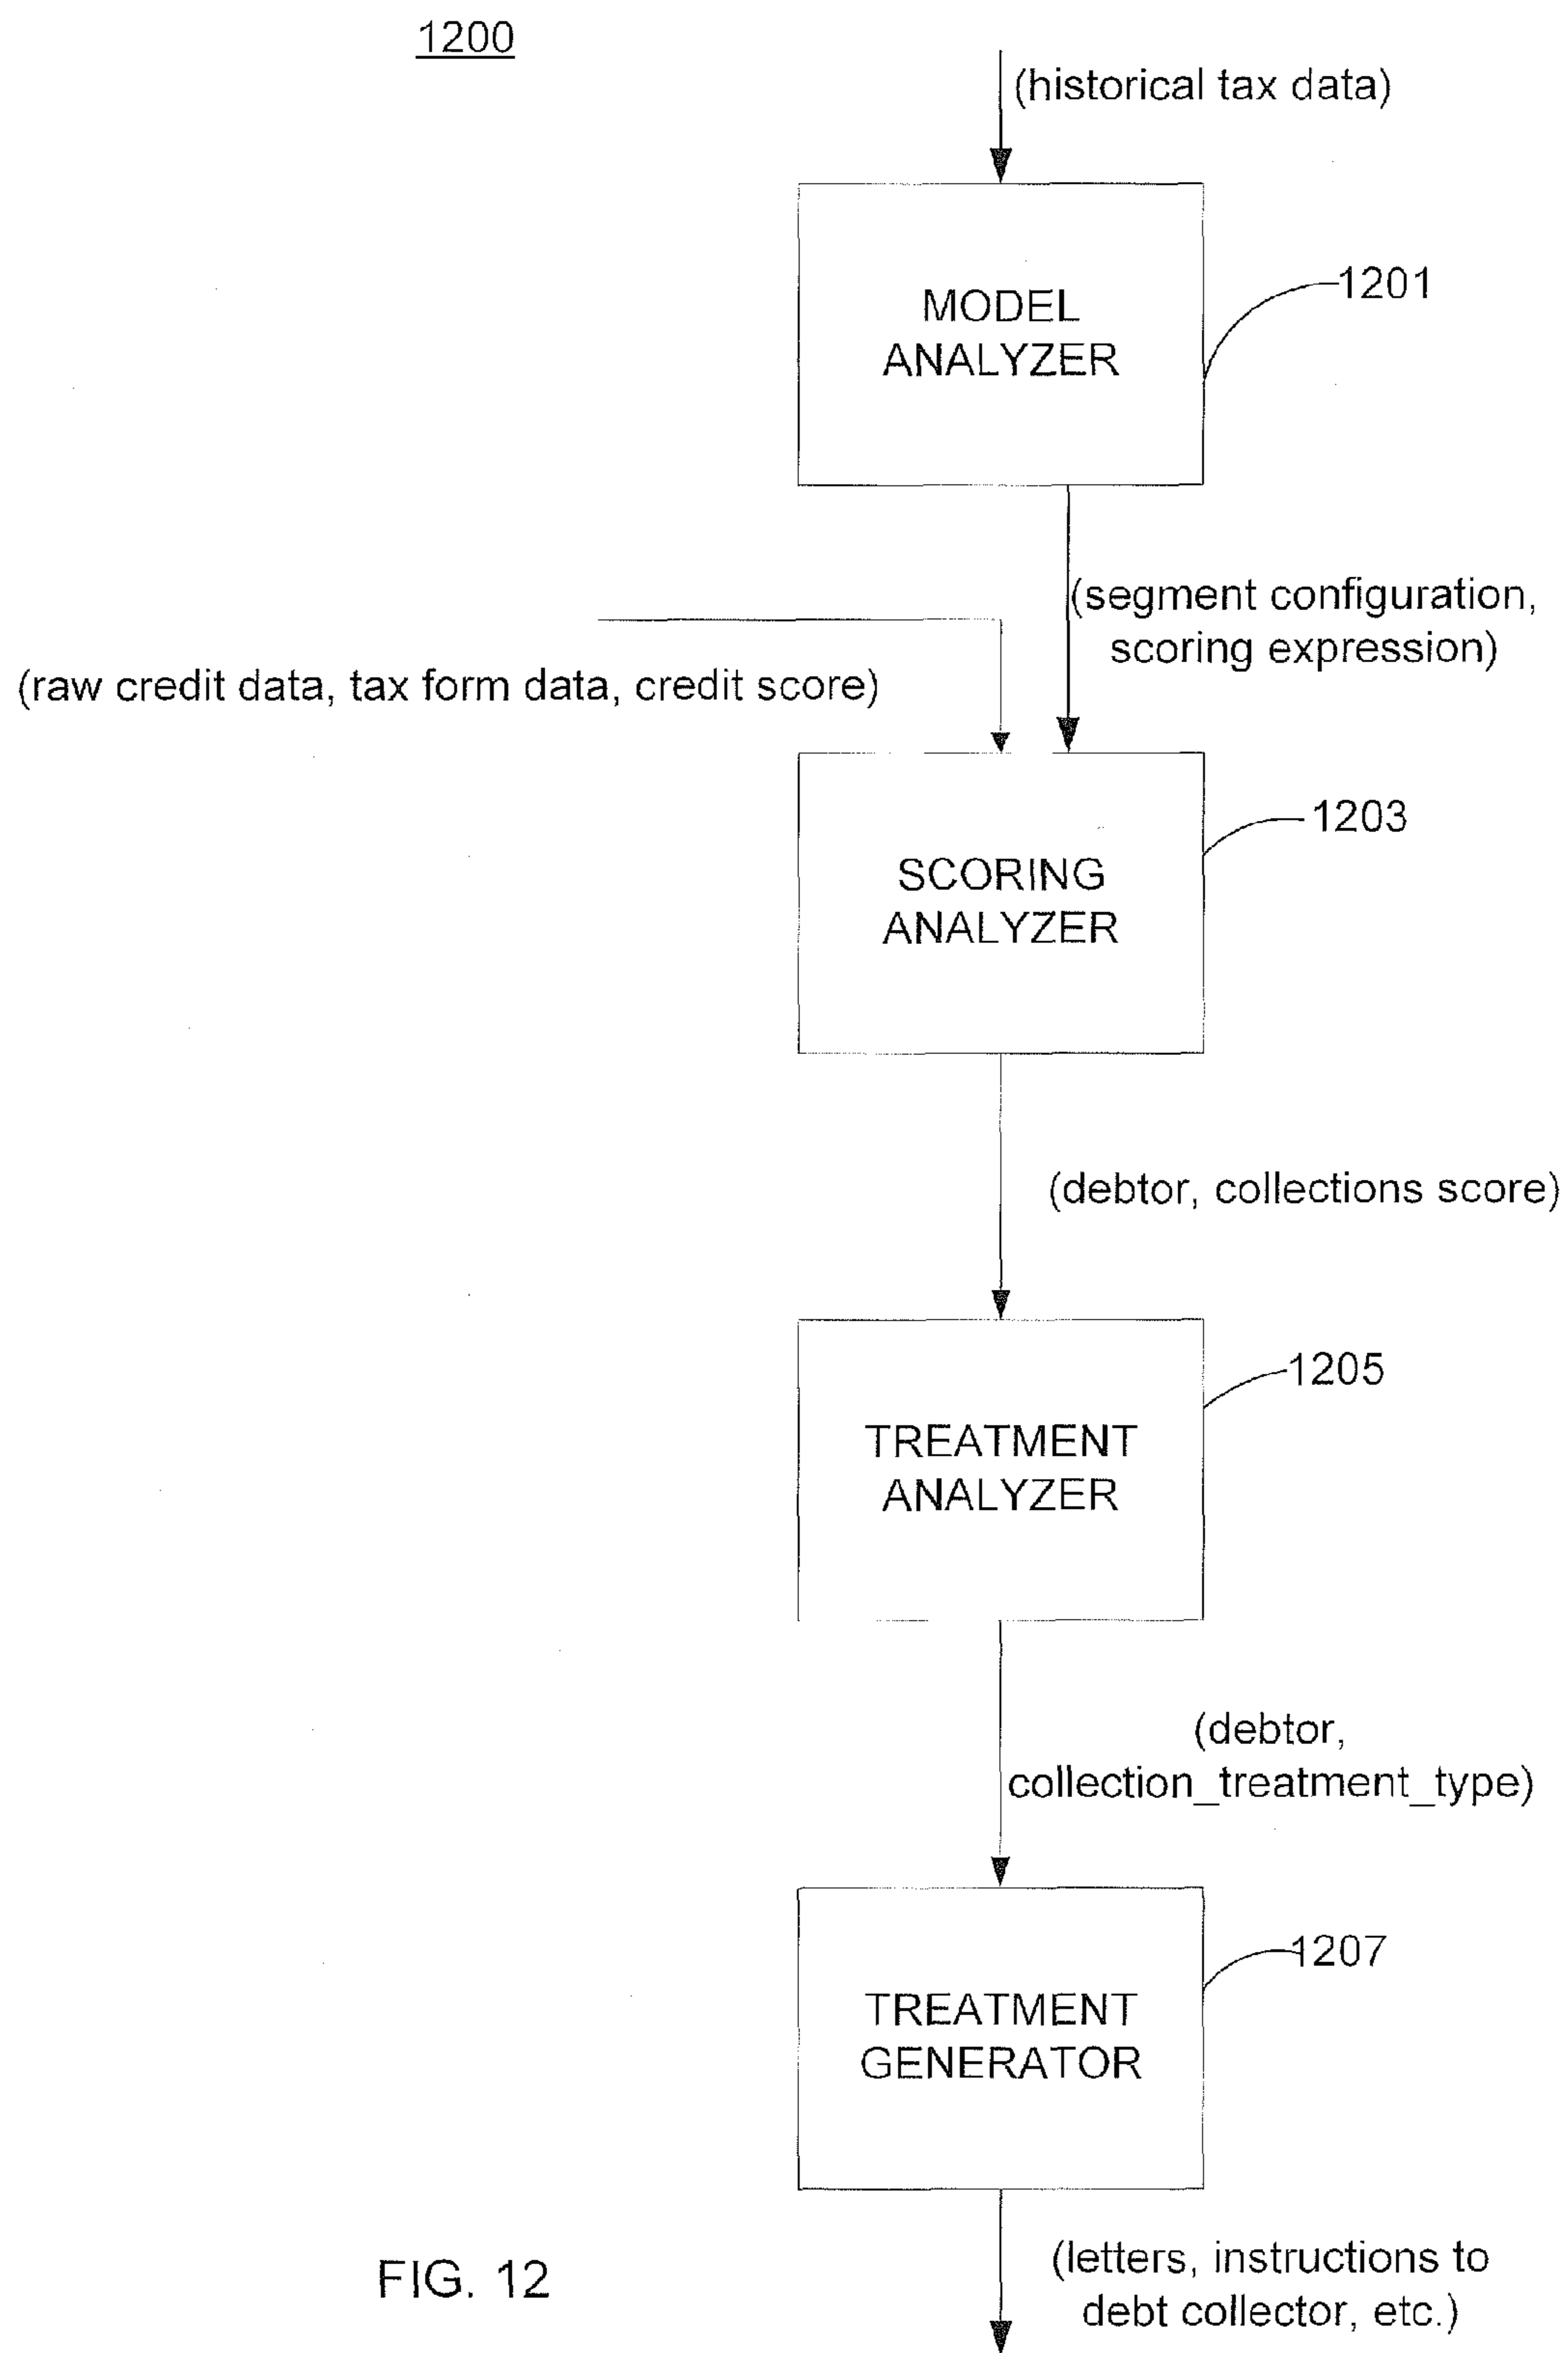 1200
(historical tax data)
MODEL
ANALYZER
1201
(segment configuration,
scoring expression)
(raw credit data, tax form data, credit score)
SCORING
ANALYZER
1203
(debtor, collections score)
TREATMENT
ANALYZER
1205
(debtor,
collection_treatment_type)
TREATMENT
GENERATOR
1207
(letters, instructions to
debt collector, etc.)
FIG. 12